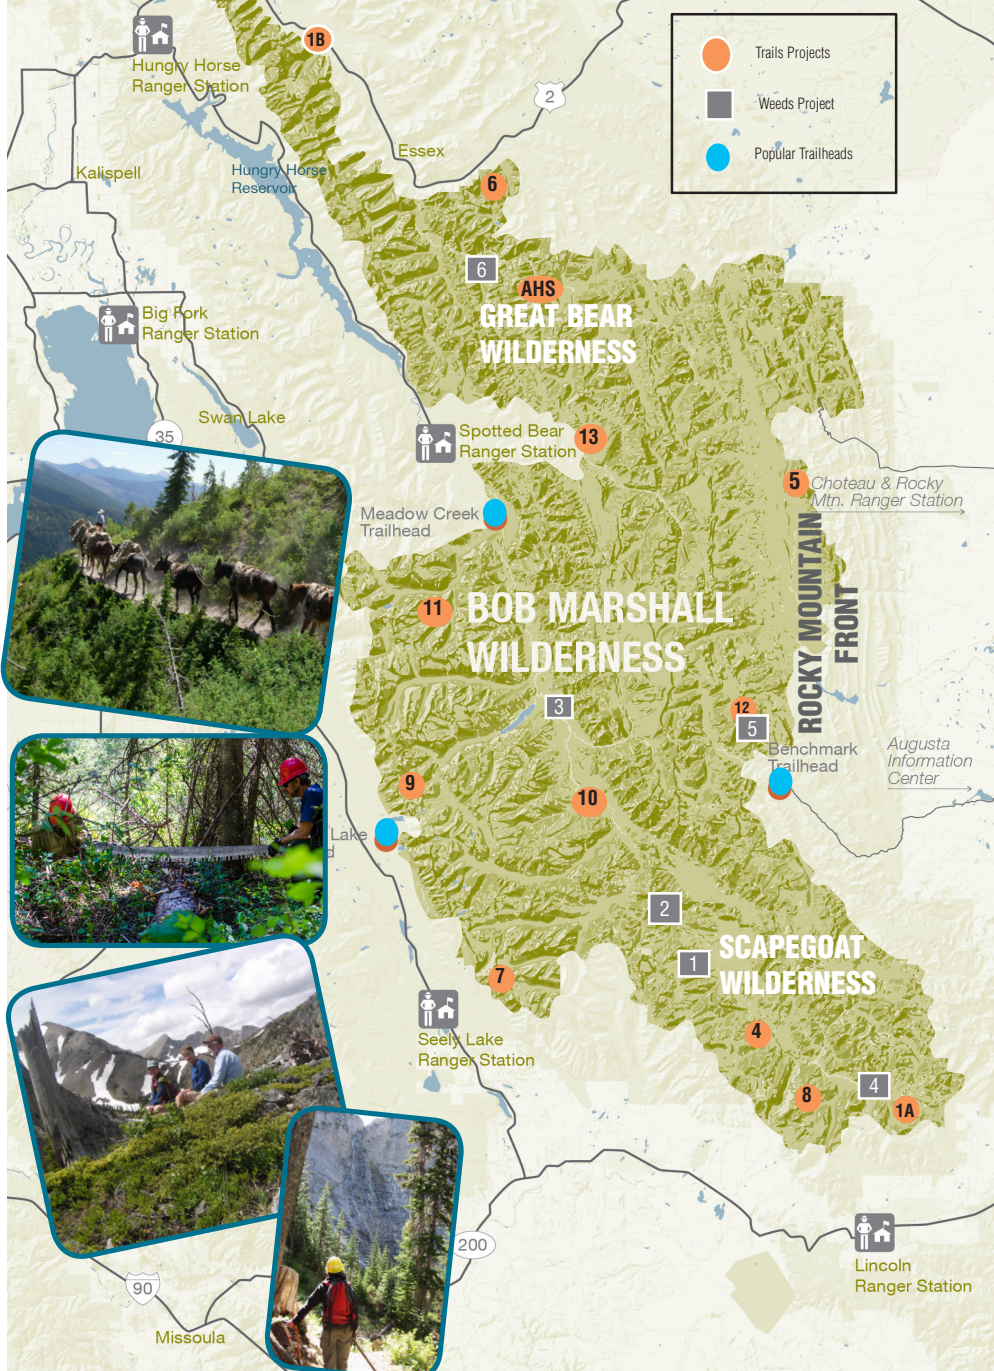 1B
Trails Projects
Weeds Project
Popular Trailheads
Hungry Horse
Ranger Station
2
Essex
Kalispell
Hungry Horse
Reservoir
6
6
AHS
GREAT BEAR
WILDERNESS
Big Fork
Ranger Station
Swan Lake
35
Spotted Bear
Ranger Station
13
5
Choteau & Rocky
Mtn. Ranger Station
Meadow Creek
Trailhead
ROCKY MOUNTAIN
FRONT
11
BOB MARSHALL
WILDERNESS
3
12
5
Benchmark
Trailhead
Augusta
Information
Center
9
10
Lake
d
2
1
SCAPEGOAT
WILDERNESS
7
Seely Lake
Ranger Station
4
8
4
1A
200
Lincoln
Ranger Station
90
Missoula